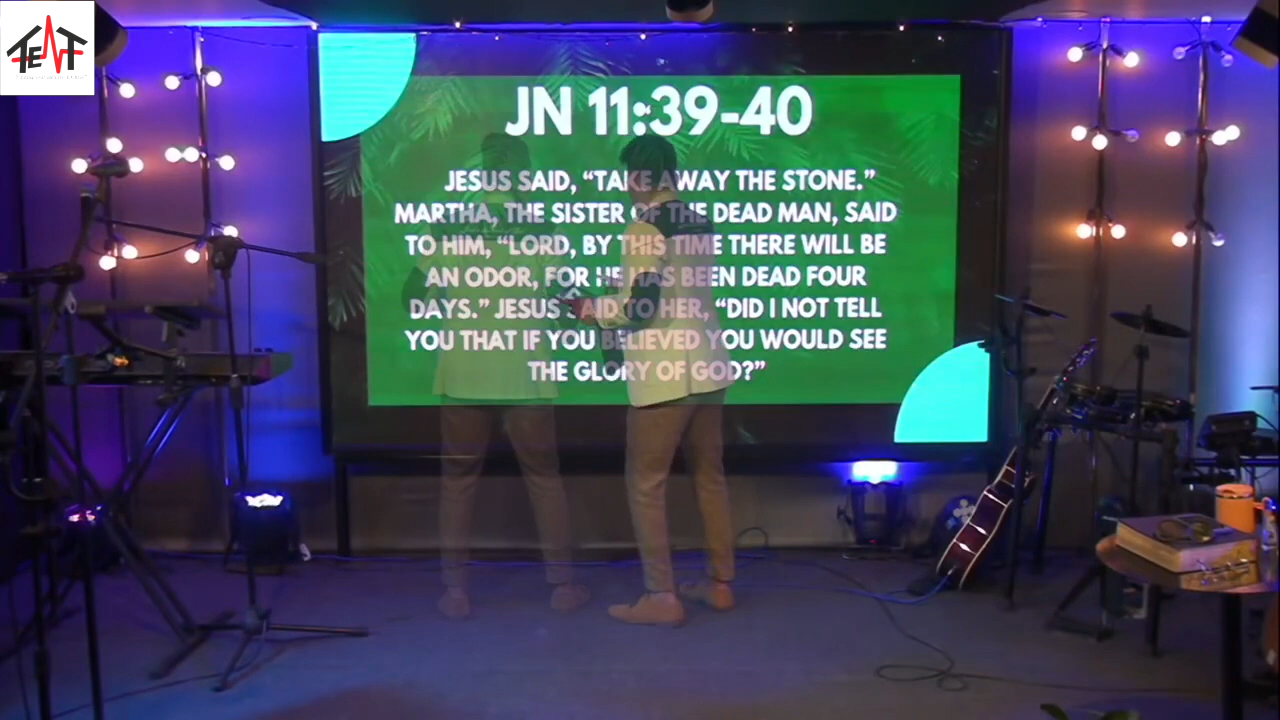 TENT
JN 11:39-40
JESUS SAID, “TAKE AWAY THE STONE.”
MARTHA, THE SISTER OF THE DEAD MAN, SAID
TO HIM, “LORD, BY THIS TIME THERE WILL BE
AN ODOR, FOR HE HAS BEEN DEAD FOUR
DAYS.” JESUS SAID TO HER, “DID I NOT TELL
YOU THAT IF YOU BELIEVED YOU WOULD SEE
THE GLORY OF GOD?”